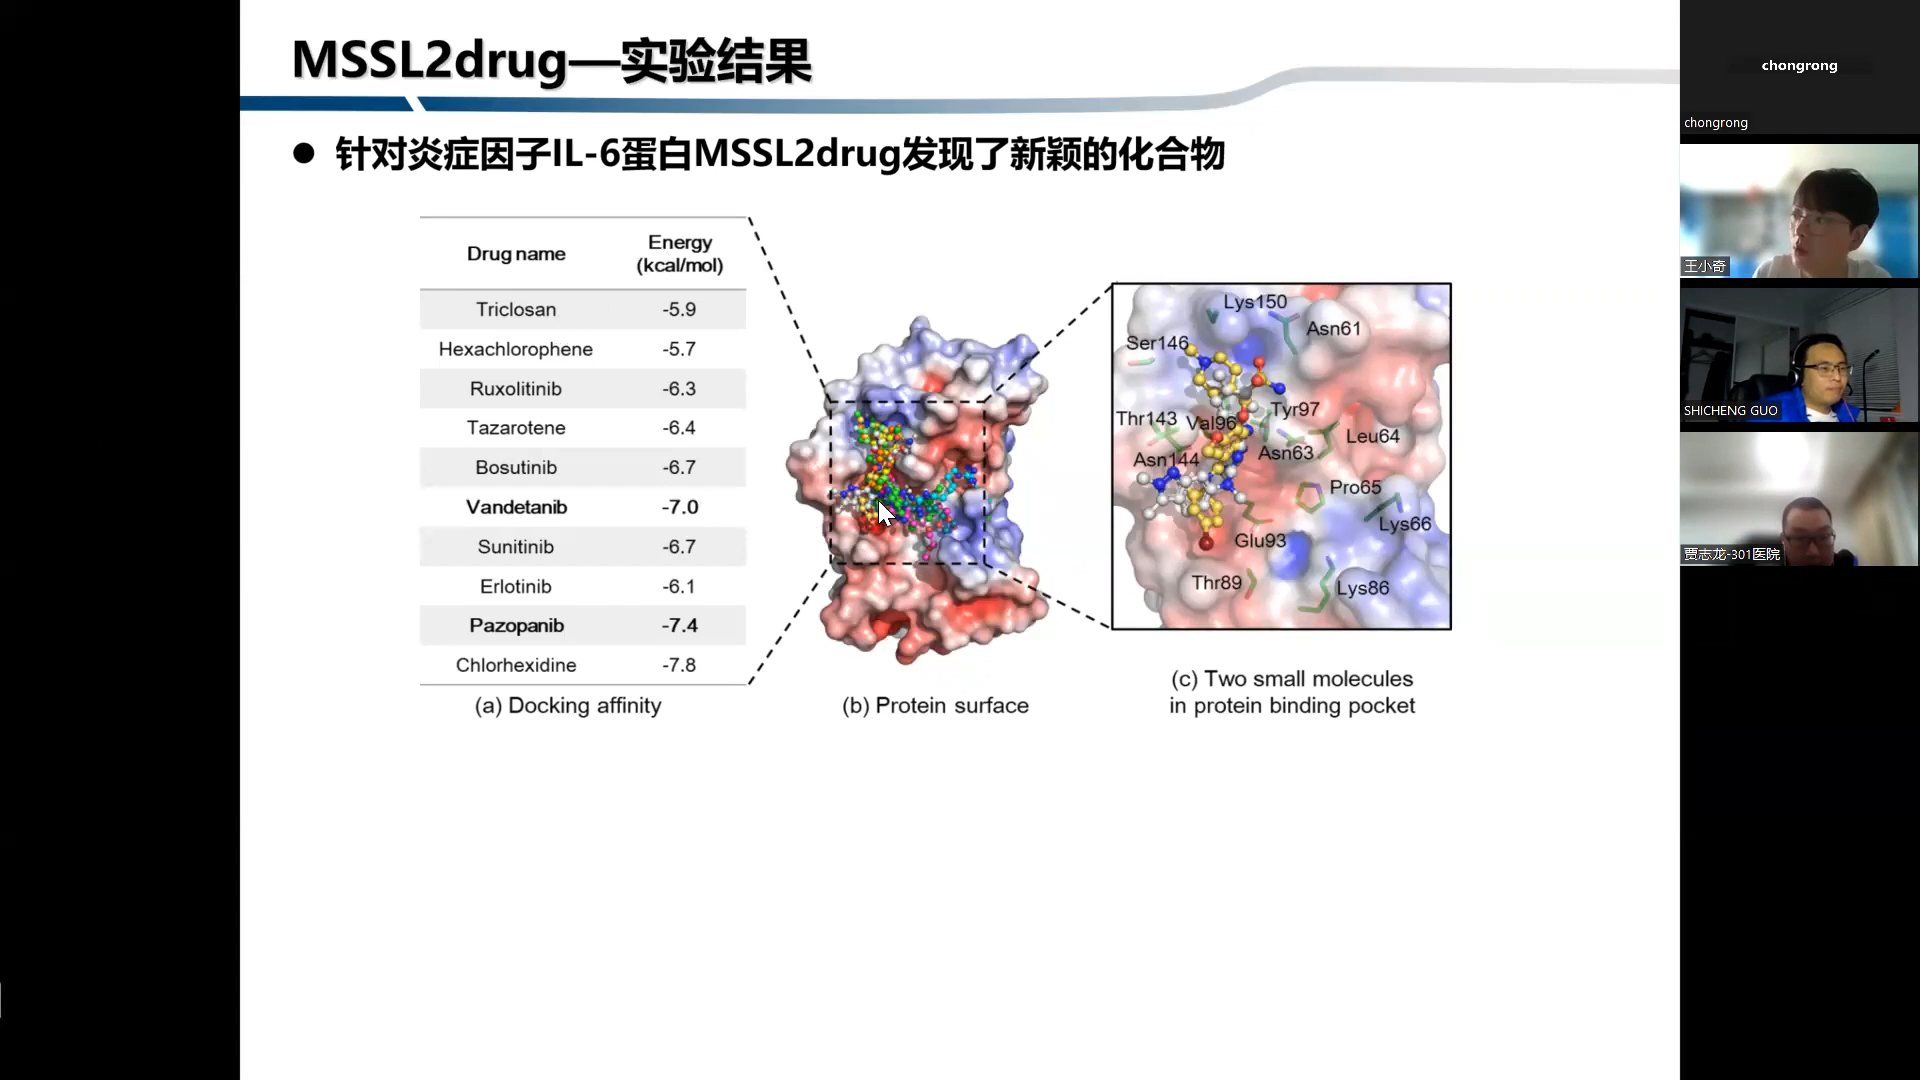 MSSL2drug—实验结果
● 针对炎症因子IL-6蛋白MSSL2drug发现了新颖的化合物
Drug name Energy (kcal/mol)
Triclosan -5.9
Hexachlorophene -5.7
Ruxolitinib -6.3
Tazarotene -6.4
Bosutinib -6.7
Vandetanib -7.0
Sunitinib -6.7
Erlotinib -6.1
Pazopanib -7.4
Chlorhexidine -7.8
(a) Docking affinity
(b) Protein surface
Lys150
Asn61
Ser146
Thr143
Val96
Tyr97
Leu64
Asn63
Asn144
Pro65
Lys66
Glu93
Thr89
Lys86
(c) Two small molecules
in protein binding pocket
chongrong
chongrong
王小奇
SHICHENG GUO
贾志龙-301医院